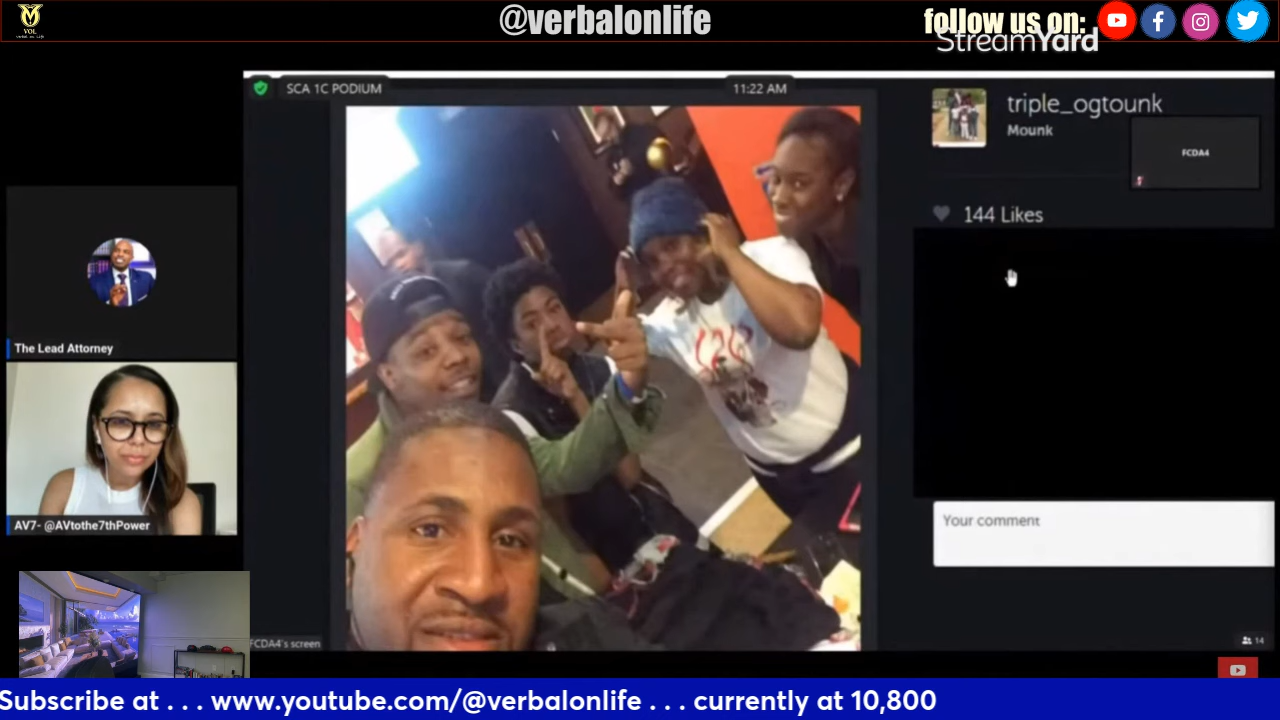 @verbalonlife
follow us on:
VOL
StreamYard
SCA 1C PODIUM
11:22 AM
triple_ogtounk
Mounk
FCDA4
144 Likes
The Lead Attorney
AV7- @AVtothe7thPower
Your comment
FCDA4's screen
14
Subscribe at . . . www.youtube.com/@verbalonlife . . . currently at 10,800